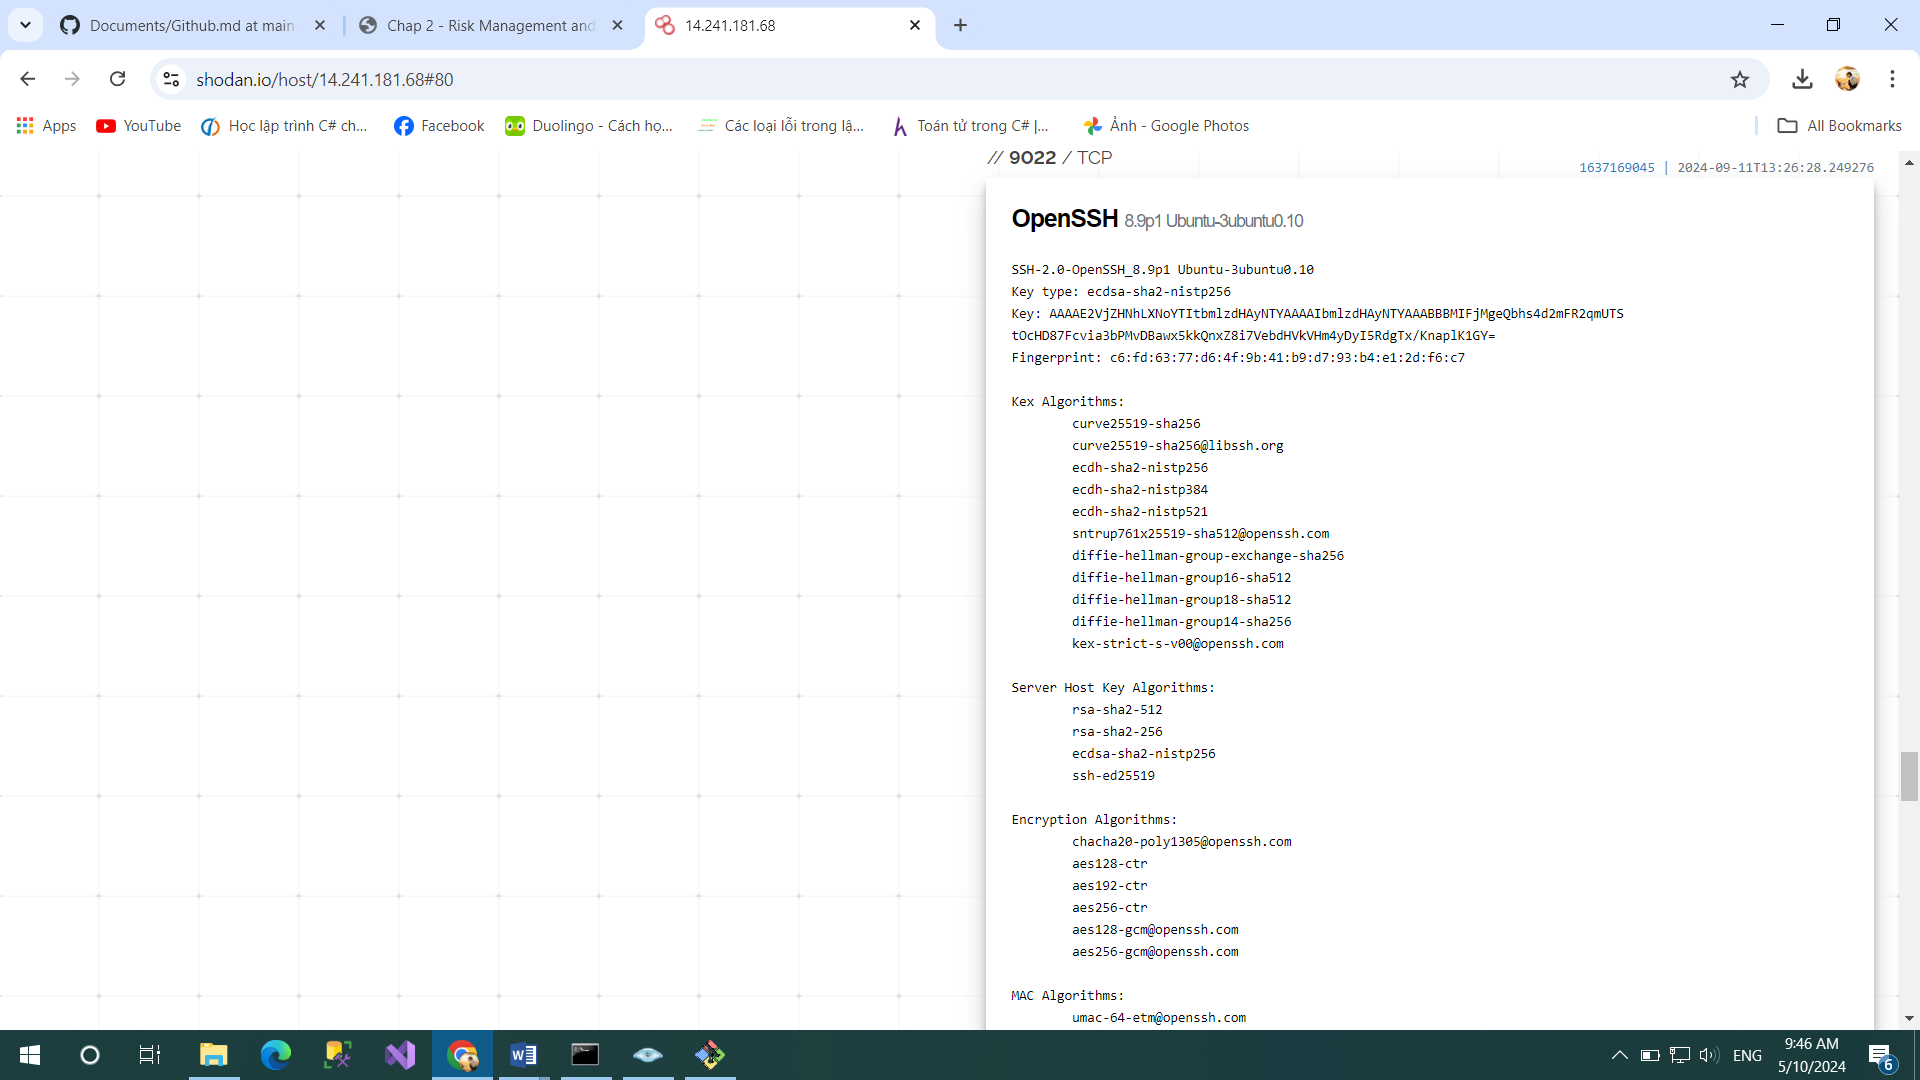 Documents/Github.md at main
Chap 2 - Risk Management and
14.241.181.68
shodan.io/host/14.241.181.68#80
Apps
YouTube
Học lập trình C# ch...
Facebook
Duolingo - Cách họ...
Các loại lỗi trong lậ...
Toán tử trong C# |...
Ảnh - Google Photos
All Bookmarks
// 9022 / TCP
1637169045 | 2024-09-11T13:26:28.249276
OpenSSH 8.9p1 Ubuntu-3ubuntu0.10
SSH-2.0-OpenSSH_8.9p1 Ubuntu-3ubuntu0.10
Key type: ecdsa-sha2-nistp256
Key: AAAAE2VjZHNhLXNoYTItbmlzdHAyNTYAAAAIbmlzdHAyNTYAAABBBMIFjMgeQbhs4d2mFR2qmUTS
tOcHD87Fcvia3bPMvDBawx5kkQnxZ8i7VebdHVkVHm4yDyI5RdgTx/KnaplK1GY=
Fingerprint: c6:fd:63:77:d6:4f:9b:41:b9:d7:93:b4:e1:2d:f6:c7
Kex Algorithms:
curve25519-sha256
curve25519-sha256@libssh.org
ecdh-sha2-nistp256
ecdh-sha2-nistp384
ecdh-sha2-nistp521
sntrup761x25519-sha512@openssh.com
diffie-hellman-group-exchange-sha256
diffie-hellman-group16-sha512
diffie-hellman-group18-sha512
diffie-hellman-group14-sha256
kex-strict-s-v00@openssh.com
Server Host Key Algorithms:
rsa-sha2-512
rsa-sha2-256
ecdsa-sha2-nistp256
ssh-ed25519
Encryption Algorithms:
chacha20-poly1305@openssh.com
aes128-ctr
aes192-ctr
aes256-ctr
aes128-gcm@openssh.com
aes256-gcm@openssh.com
MAC Algorithms:
umac-64-etm@openssh.com
ENG
9:46 AM
5/10/2024
6